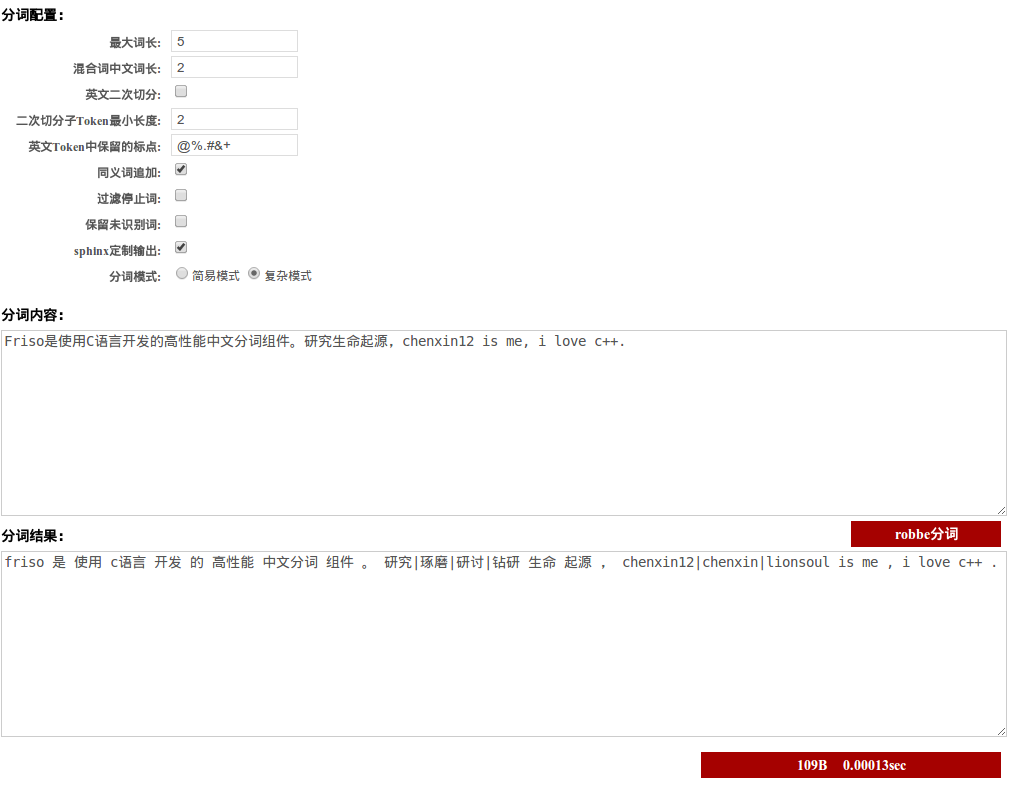 分词配置:
最大词长: 5
混合词中文词长: 2
英文二次切分:
二次切分子Token最小长度: 2
英文Token中保留的标点: @%.#&+
同义词追加:
过滤停止词:
保留未识别词:
sphinx定制输出:
分词模式: 简易模式 复杂模式
分词内容:
Friso是使用C语言开发的高性能中文分词组件。研究生命起源, chenxin12 is me, i love c++.
robbe分词
分词结果:
friso 是 使用 c语言 开发 的 高性能 中文分词 组件 。 研究|琢磨|研讨|钻研 生命 起源 ， chenxin12|chenxin|lionsoul is me , i love c++ .
109B 0.00013sec